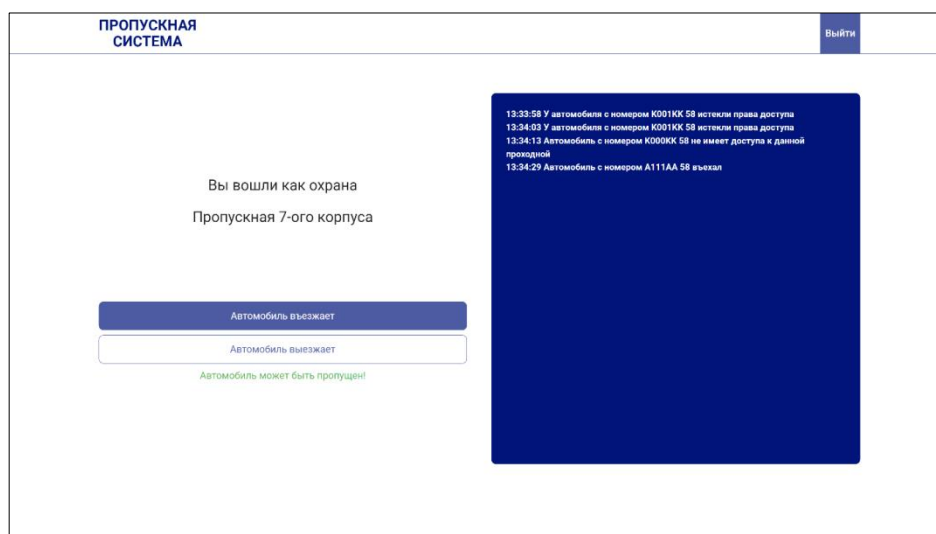 ПРОПУСКНАЯ
СИСТЕМА
Выйти
Вы вошли как охрана
Пропускная 7-ого корпуса
Автомобиль въезжает
Автомобиль выезжает
Автомобиль может быть пропущен!
13:33:58 У автомобиля с номером К001КК 58 истекли права доступа
13:34:03 У автомобиля с номером К001КК 58 истекли права доступа
13:34:13 Автомобиль с номером К000КК 58 не имеет доступа к данной
проходной
13:34:29 Автомобиль с номером А111АА 58 въехал